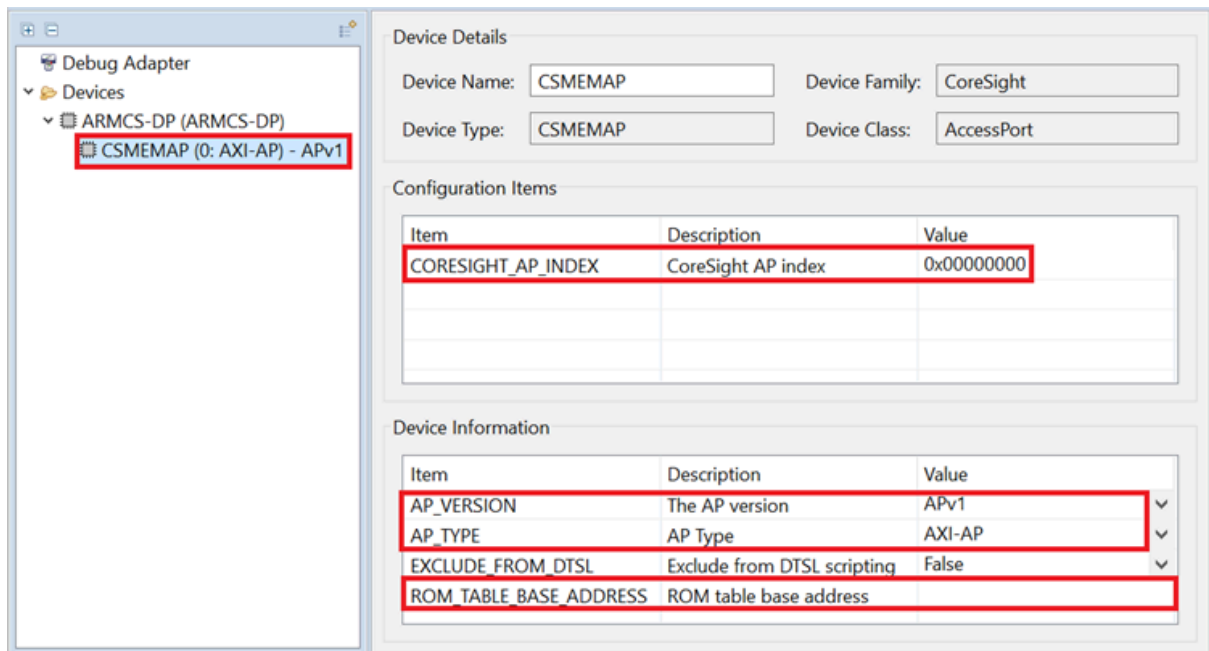 Debug Adapter
Devices
ARMCS-DP (ARMCS-DP)
CSMEMAP (0: AXI-AP) - APv1
Device Details
Device Name: CSMEMAP Device Family: CoreSight
Device Type: CSMEMAP Device Class: AccessPort
Configuration Items
Item Description Value
CORESIGHT_AP_INDEX CoreSight AP index 0x00000000
Device Information
Item Description Value
AP_VERSION The AP version APv1
AP_TYPE AP Type AXI-AP
EXCLUDE_FROM_DTSL Exclude from DTSL scripting False
ROM_TABLE_BASE_ADDRESS ROM table base address